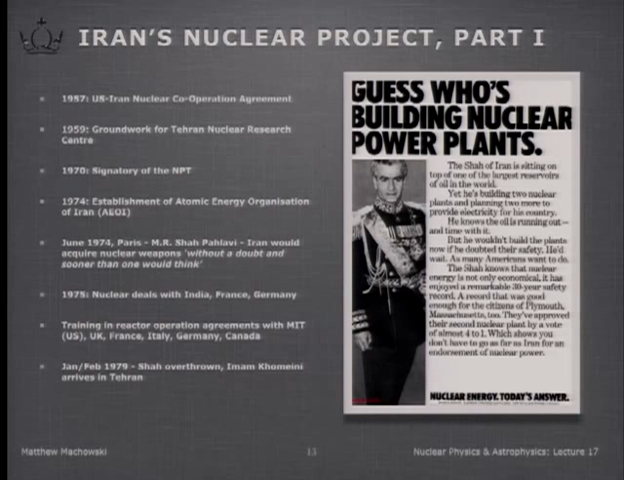 IRAN'S NUCLEAR PROJECT, PART I
1957: US-Iran Nuclear Co-Operation Agreement
1959: Groundwork for Tehran Nuclear Research
Centre
1970: Signatory of the NPT
1974: Establishment of Atomic Energy Organisation
of Iran (AEOI)
June 1974, Paris - M.R. Shah Pahlavi - Iran would
acquire nuclear weapons 'without a doubt and
sooner than one would think'
1975: Nuclear deals with India, France, Germany
Training in reactor operation agreements with MIT
(US), UK, France, Italy, Germany, Canada
Jan/Feb 1979 - Shah overthrown, Imam Khomeini
arrives in Tehran
GUESS WHO'S
BUILDING NUCLEAR
POWER PLANTS.
The Shah of Iran is sitting on
top of one of the largest reservoirs
of oil in the world.
Yet he's building two nuclear
plants and planning two more to
provide electricity for his country.
He knows the oil is running out—
and time with it.
But he wouldn't build the plants
now if he doubted their safety. He'd
wait. As many Americans want to do.
The Shah knows that nuclear
energy is not only economical, it has
enjoyed a remarkable 30-year safety
record. A record that was good
enough for the citizens of Plymouth,
Massachusetts, too. They've approved
their second nuclear plant by a vote
of almost 4 to 1. Which shows you
don't have to go as far as Iran for an
endorsement of nuclear power.
NUCLEAR ENERGY. TODAY'S ANSWER.
Matthew Machowski
13
Nuclear Physics & Astrophysics: Lecture 17